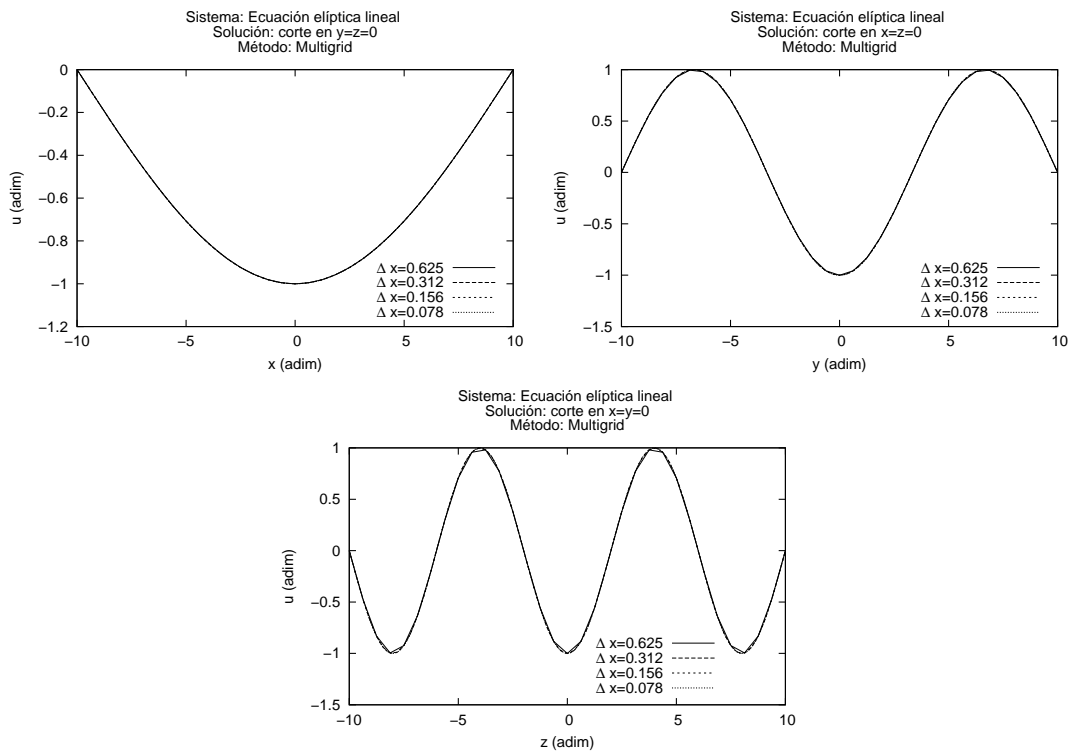 Sistema: Ecuación elíptica lineal
Solución: corte en y=z=0
Método: Multigrid
0
−0.2
−0.4
−0.6
−0.8
−1
−1.2
−10
−5
0
5
10
u (adim)
x (adim)
Δ x=0.625
Δ x=0.312
Δ x=0.156
Δ x=0.078
Sistema: Ecuación elíptica lineal
Solución: corte en x=z=0
Método: Multigrid
1
0.5
0
−0.5
−1
−1.5
−10
−5
0
5
10
u (adim)
y (adim)
Δ x=0.625
Δ x=0.312
Δ x=0.156
Δ x=0.078
Sistema: Ecuación elíptica lineal
Solución: corte en x=y=0
Método: Multigrid
1
0.5
0
−0.5
−1
−1.5
−10
−5
0
5
10
u (adim)
z (adim)
Δ x=0.625
Δ x=0.312
Δ x=0.156
Δ x=0.078